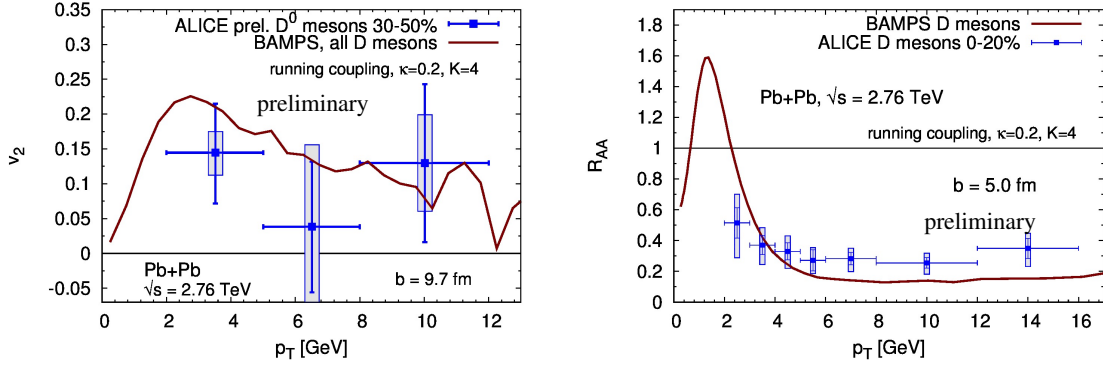 ALICE prel. D⁰ mesons 30-50%
BAMPS, all D mesons
running coupling, κ=0.2, K=4
preliminary
0.35
0.3
0.25
0.2
0.15
0.1
0.05
0
-0.05
v₂
Pb+Pb
√s = 2.76 TeV
b = 9.7 fm
0 2 4 6 8 10 12
p_T [GeV]
BAMPS D mesons
ALICE D mesons 0-20%
Pb+Pb, √s = 2.76 TeV
running coupling, κ=0.2, K=4
b = 5.0 fm
preliminary
1.8
1.6
1.4
1.2
1
0.8
0.6
0.4
0.2
0
R_AA
0 2 4 6 8 10 12 14 16
p_T [GeV]